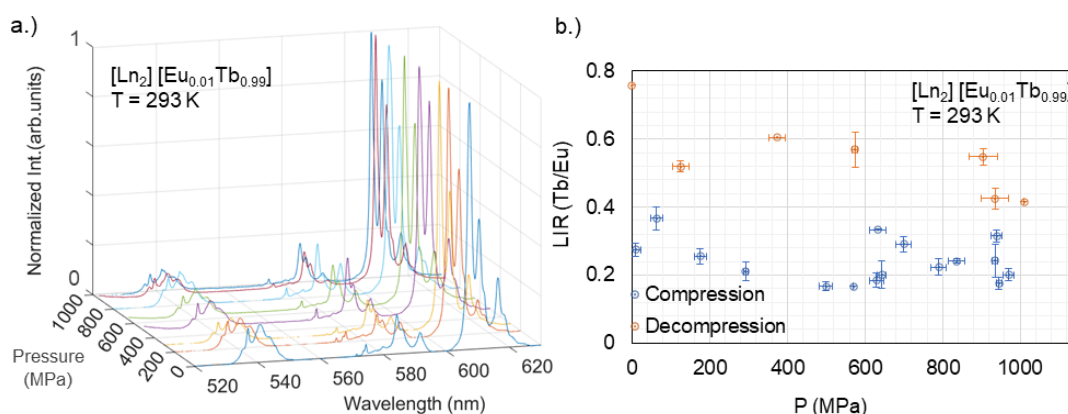 a.)
[Ln₂] [Eu₀.₀₁Tb₀.₉₉]
T = 293 K
Normalized Int.(arb.units)
1
0
1000
800
600
400
200
0
Pressure
(MPa)
520
540
560
580
600
620
Wavelength (nm)
b.)
[Ln₂] [Eu₀.₀₁Tb₀.₉₉
T = 293 K
LIR (Tb/Eu)
0.8
0.6
0.4
0.2
0
Compression
Decompression
0 200 400 600 800 1000
P (MPa)